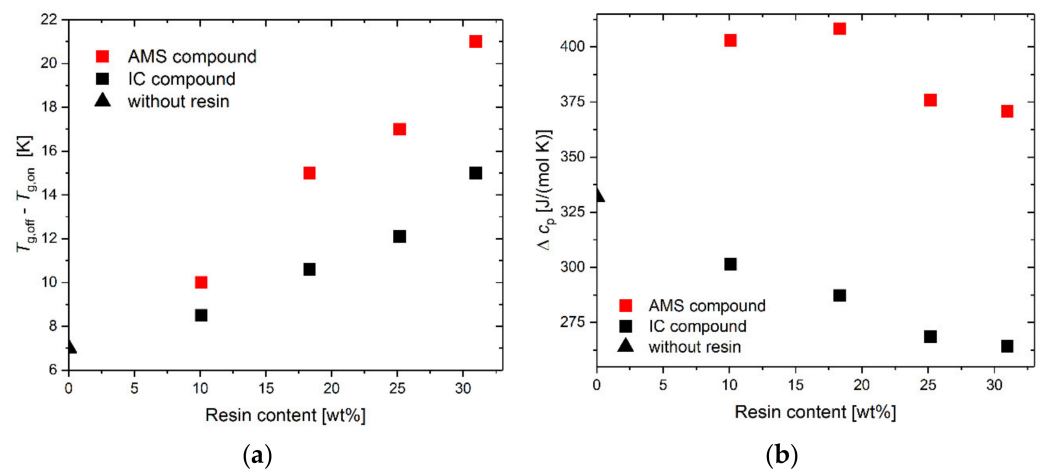 22
20
18
16
14
12
10
8
6
T_g,off - T_g,on [K]
AMS compound
IC compound
without resin
0 5 10 15 20 25 30
Resin content [wt%]
(a)
400
375
350
325
300
275
Δ c_p [J/(mol K)]
AMS compound
IC compound
without resin
0 5 10 15 20 25 30
Resin content [wt%]
(b)